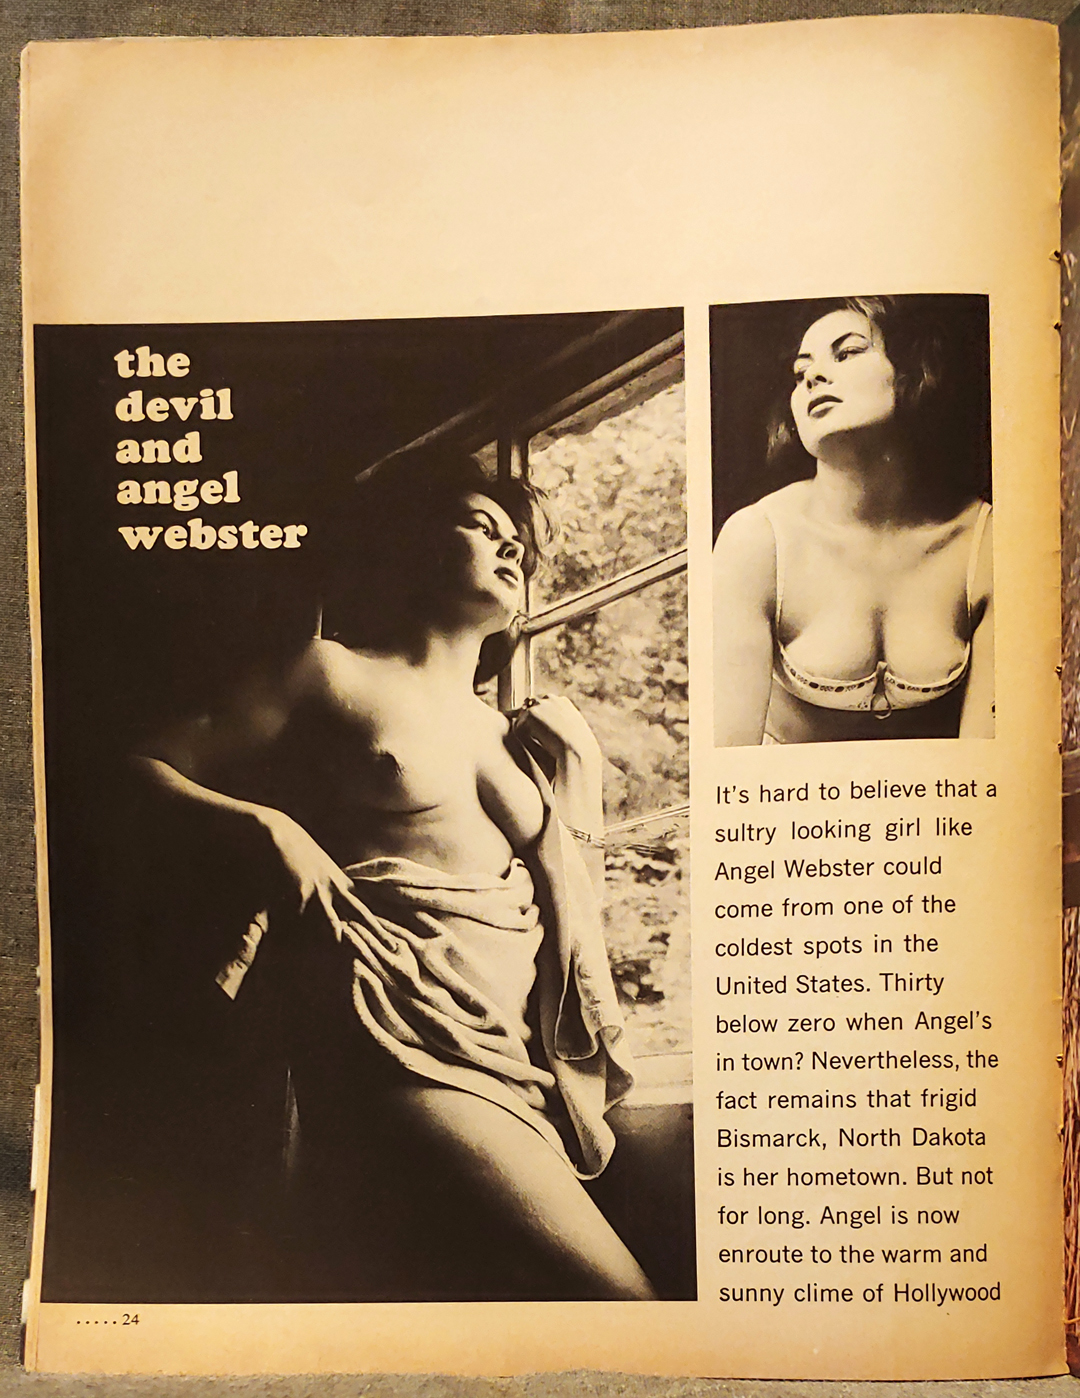 the
devil
and
angel
webster
It's hard to believe that a
sultry looking girl like
Angel Webster could
come from one of the
coldest spots in the
United States. Thirty
below zero when Angel's
in town? Nevertheless, the
fact remains that frigid
Bismarck, North Dakota
is her hometown. But not
for long. Angel is now
enroute to the warm and
sunny clime of Hollywood
.....24